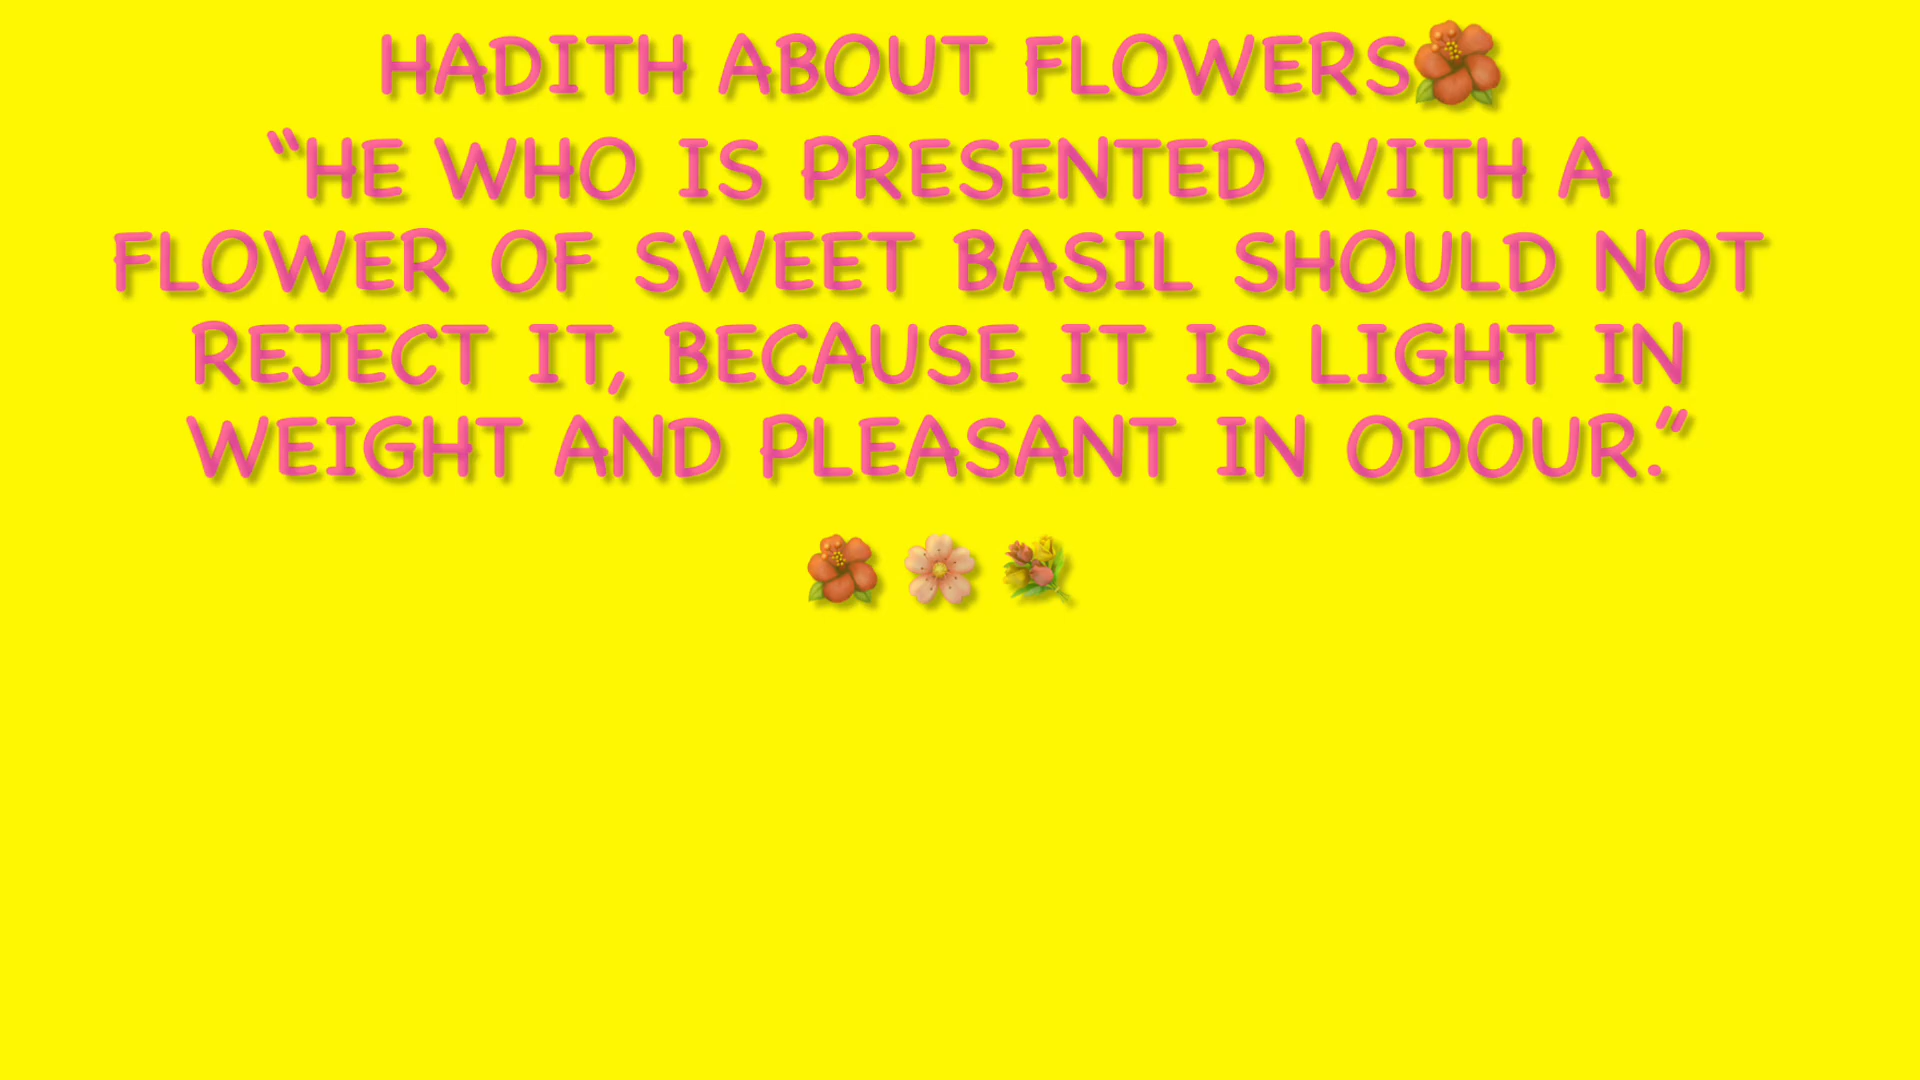 HADITH ABOUT FLOWERS🌺
“HE WHO IS PRESENTED WITH A
FLOWER OF SWEET BASIL SHOULD NOT
REJECT IT, BECAUSE IT IS LIGHT IN
WEIGHT AND PLEASANT IN ODOUR.”
🌺 🌸 💐